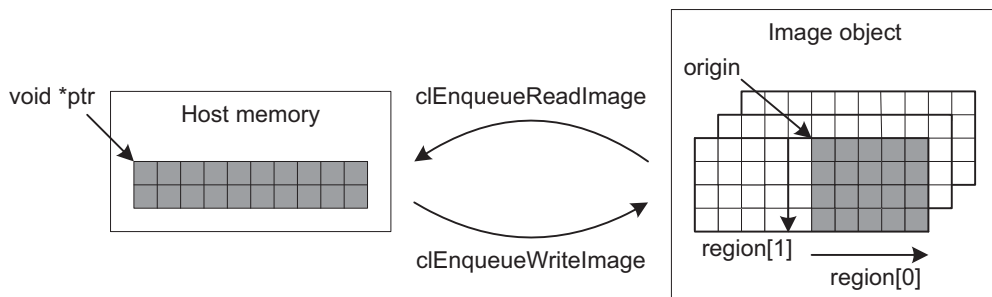 Image object
origin
void *ptr
Host memory
clEnqueueReadImage
clEnqueueWriteImage
region[1]
region[0]